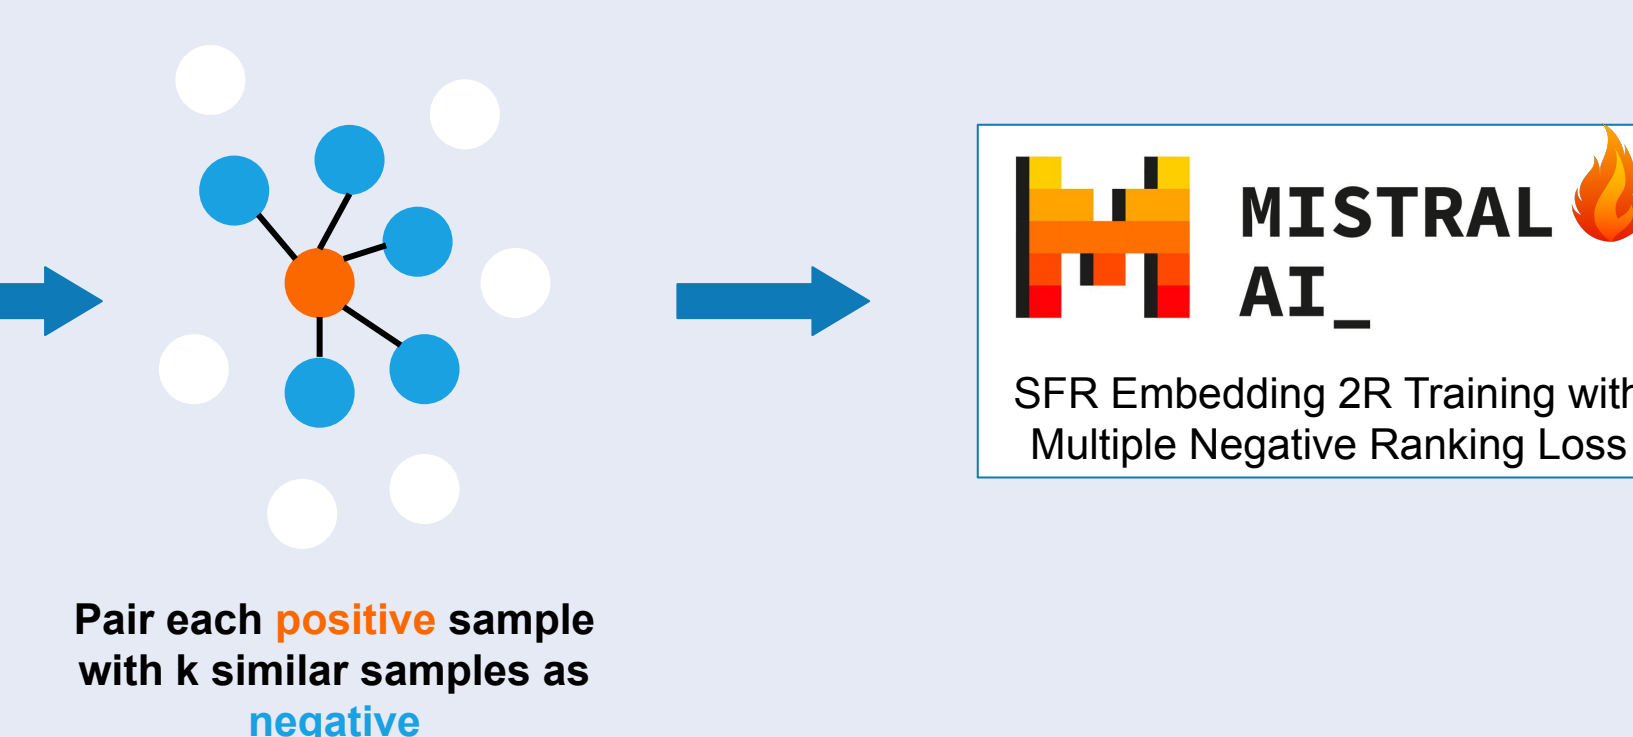 MISTRAL
AI_
SFR Embedding 2R Training with
Multiple Negative Ranking Loss
Pair each positive sample
with k similar samples as
negative